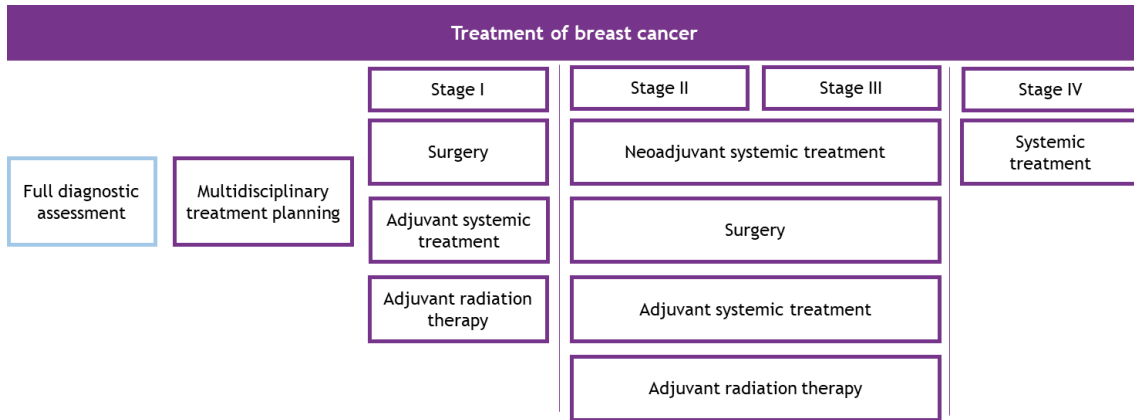 Treatment of breast cancer
Full diagnostic
assessment
Multidisciplinary
treatment planning
Stage I
Surgery
Adjuvant systemic
treatment
Adjuvant radiation
therapy
Stage II
Stage III
Neoadjuvant systemic treatment
Surgery
Adjuvant systemic treatment
Adjuvant radiation therapy
Stage IV
Systemic
treatment